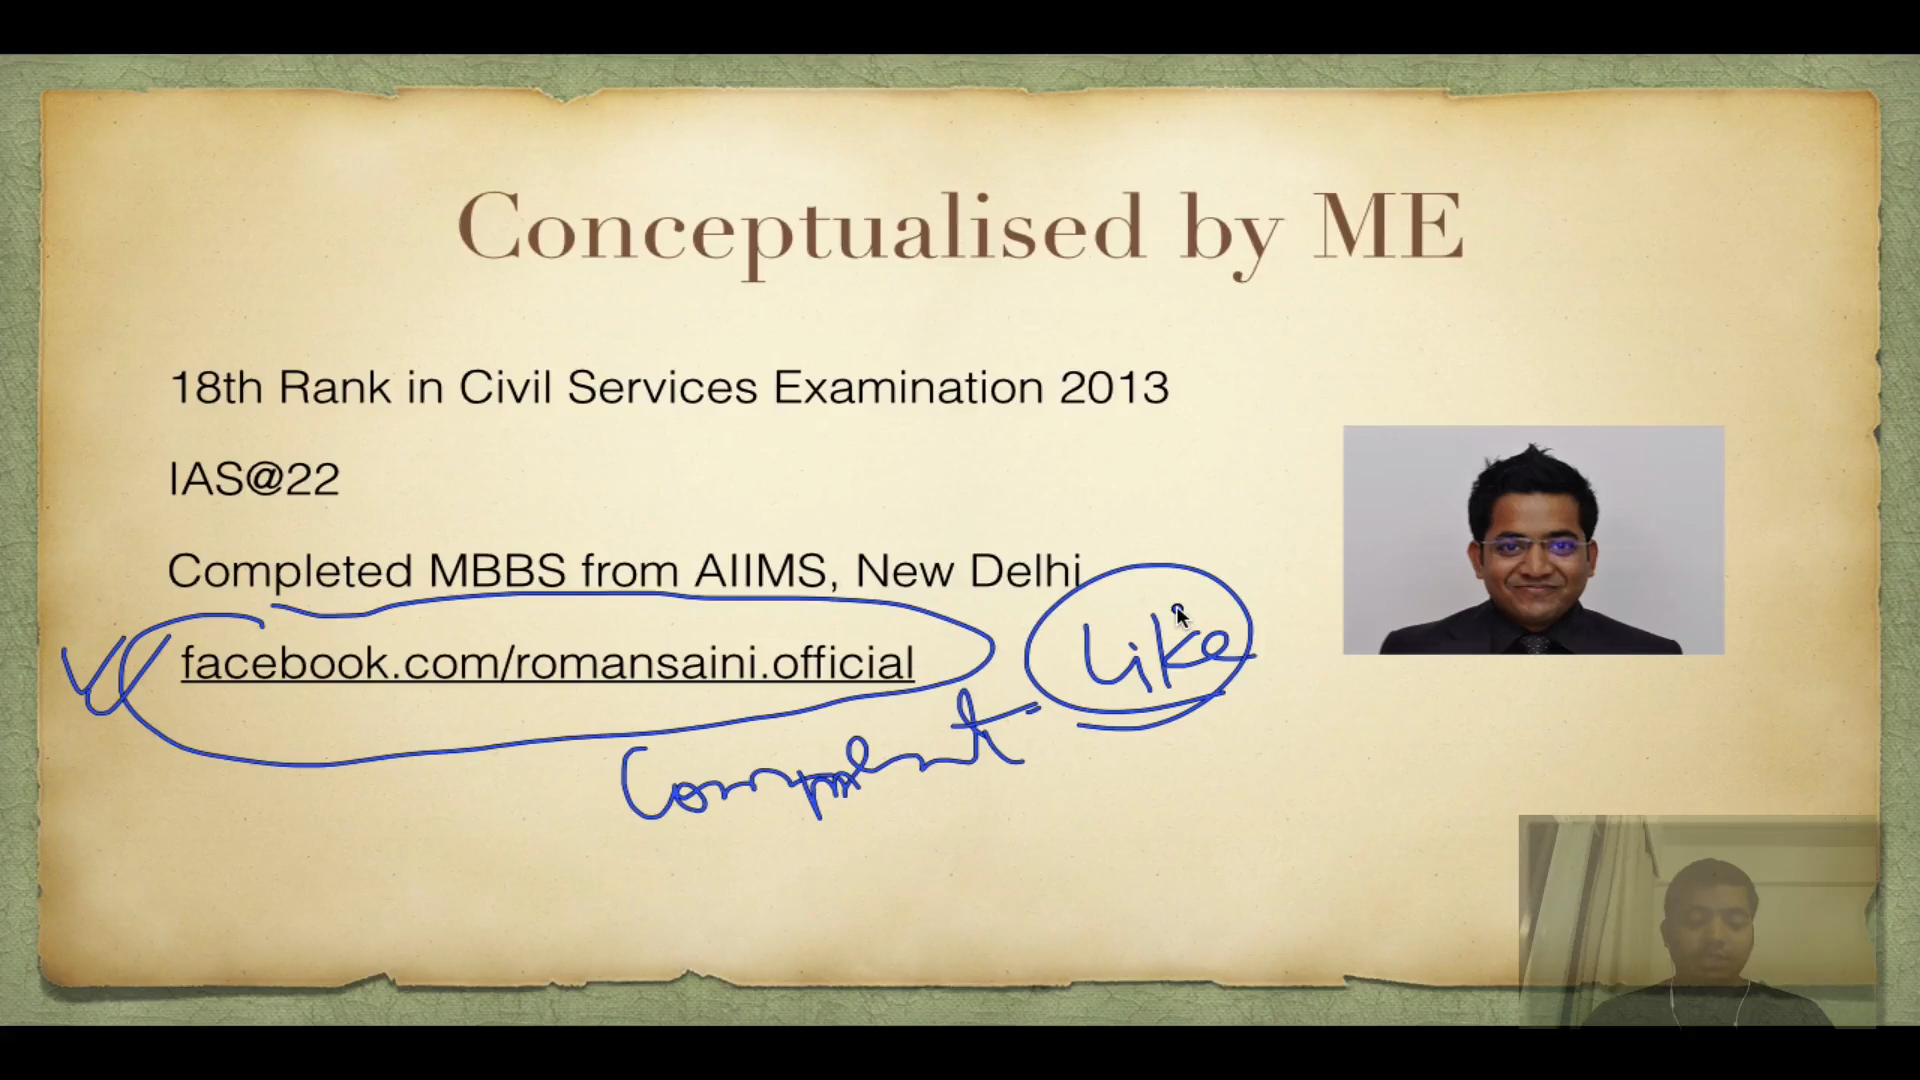 Conceptualised by ME
18th Rank in Civil Services Examination 2013
IAS@22
Completed MBBS from AIIMS, New Delhi
facebook.com/romansaini.official
Like